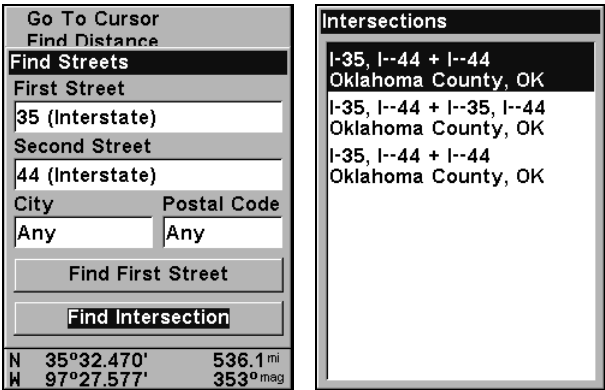 Go To Cursor
Find Distance
Find Streets
First Street
35 (Interstate)
Second Street
44 (Interstate)
City Postal Code
Any Any
Find First Street
Find Intersection
N 35°32.470' 536.1 mi
W 97°27.577' 353° mag
Intersections
I-35, I--44 + I--44
Oklahoma County, OK
I-35, I--44 + I--35, I--44
Oklahoma County, OK
I-35, I--44 + I--44
Oklahoma County, OK